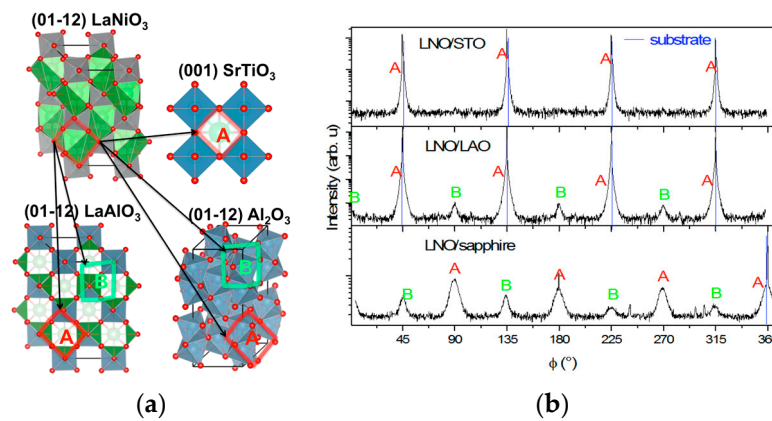 (01-12) LaNiO3
(001) SrTiO3
A
(01-12) LaAlO3
B
A
(01-12) Al2O3
B
A
(a)
Intensity (arb. u)
LNO/STO
substrate
A
A
A
A
LNO/LAO
B
A
B
A
B
A
B
A
LNO/sapphire
B
A
B
A
B
A
B
A
45 90 135 180 225 270 315 36
ϕ (°)
(b)